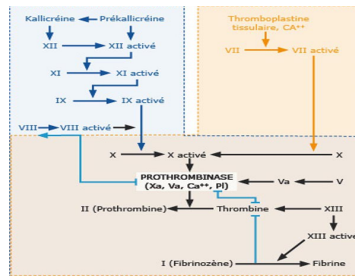 Kallicréine Prékallicréine
XII XII activé
XI XI activé
IX IX activé
VIII VIII activé
Thromboplastine
tissulaire, CA++
VII VII activé
X X activé X
PROTHROMBINASE
(Xa, Va, Ca++, Pl)
Va V
II (Prothrombine) Thrombine XIII
XIII activé
I (Fibrinozène) Fibrine